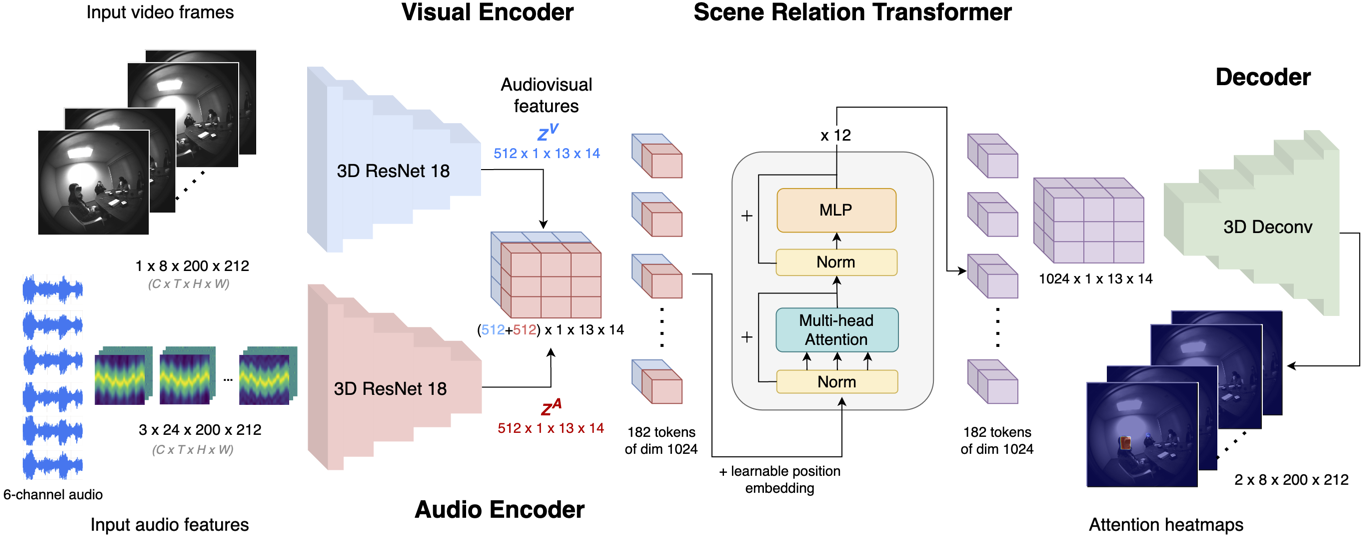 Input video frames
1 x 8 x 200 x 212
(C x T x H x W)
3 x 24 x 200 x 212
(C x T x H x W)
6-channel audio
Input audio features
Visual Encoder
3D ResNet 18
Audiovisual
features
Z^V
512 x 1 x 13 x 14
(512+512) x 1 x 13 x 14
3D ResNet 18
Z^A
512 x 1 x 13 x 14
Audio Encoder
Scene Relation Transformer
182 tokens
of dim 1024
x 12
+
MLP
Norm
+
Multi-head
Attention
Norm
+ learnable position
embedding
182 tokens
of dim 1024
1024 x 1 x 13 x 14
Decoder
3D Deconv
2 x 8 x 200 x 212
Attention heatmaps